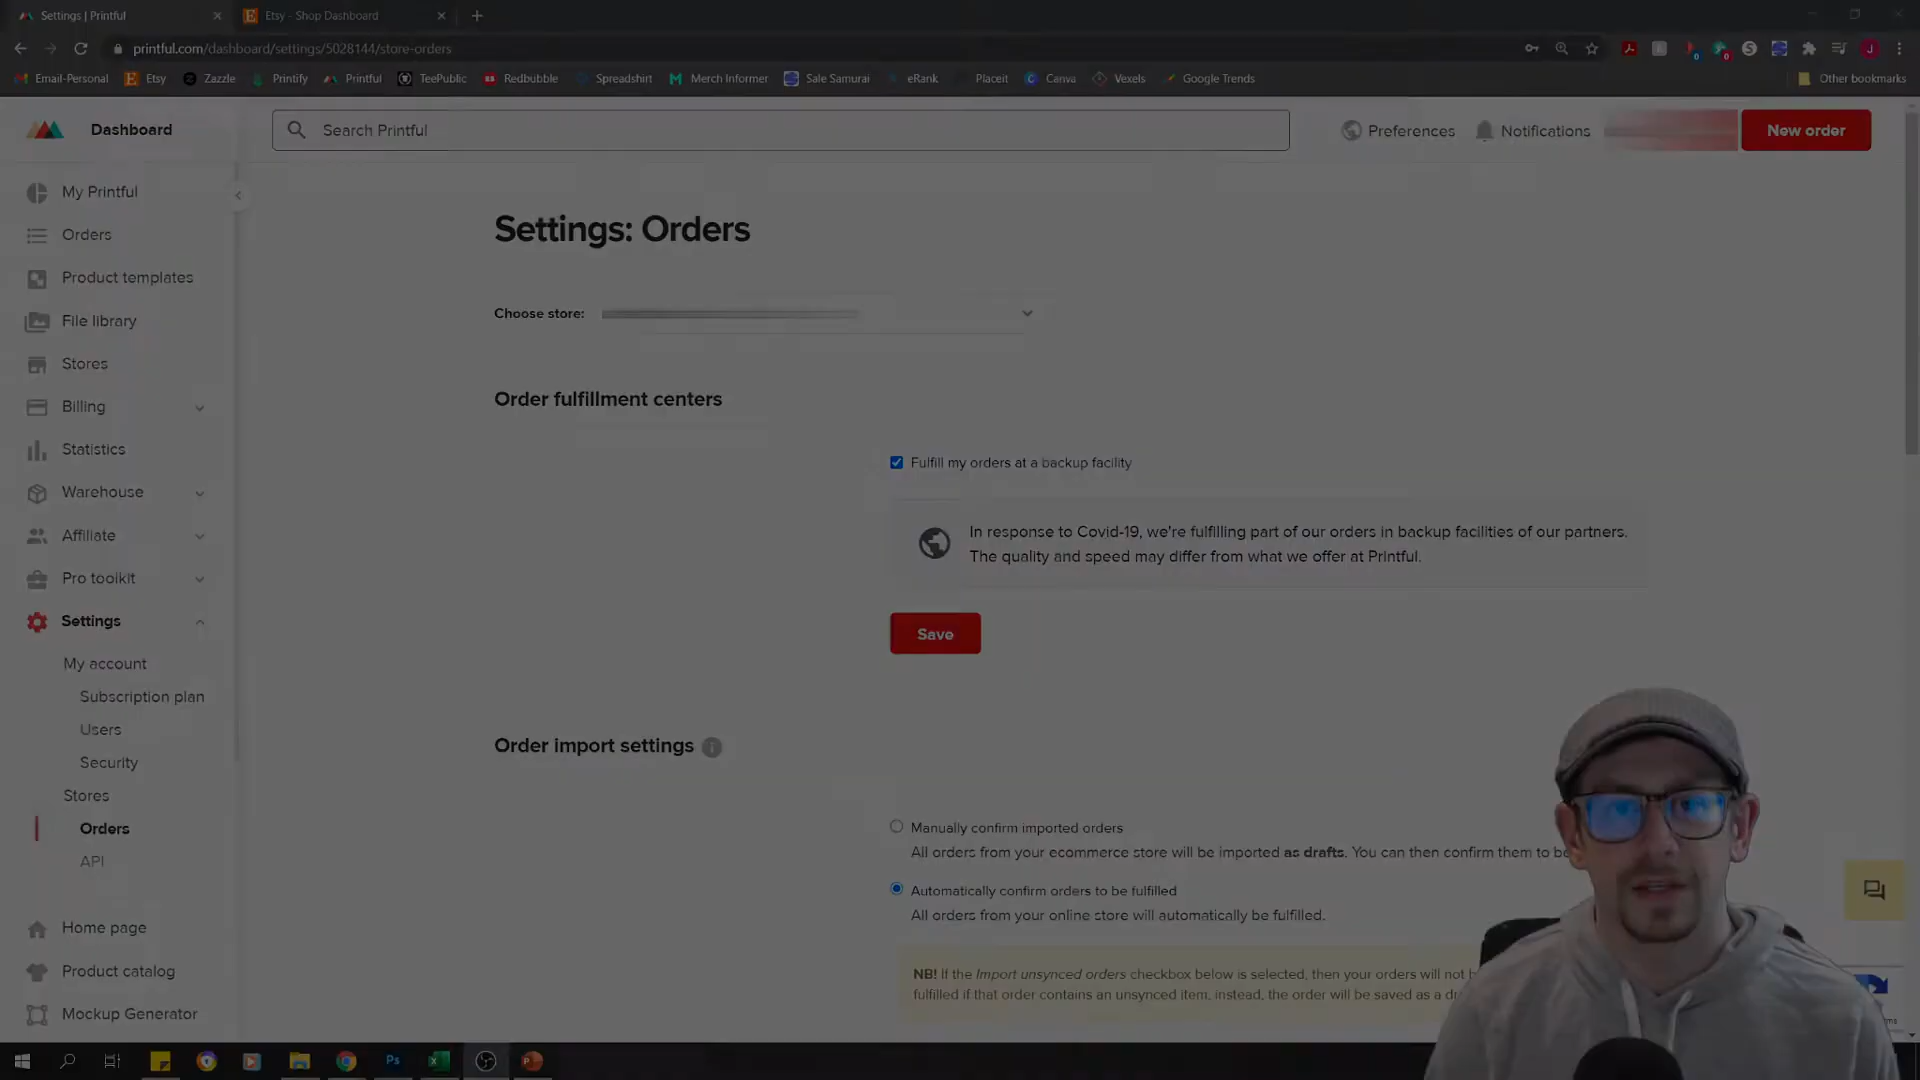 Settings | Printful
Etsy - Shop Dashboard
printful.com/dashboard/settings/5028144/store-orders
Email-Personal
Etsy
Zazzle
Printify
Printful
TeePublic
Redbubble
Spreadshirt
Merch Informer
Sale Samurai
eRank
Placeit
Canva
Vexels
Google Trends
Other bookmarks
Dashboard
Search Printful
Preferences
Notifications
New order
My Printful
Orders
Product templates
File library
Stores
Billing
Statistics
Warehouse
Affiliate
Pro toolkit
Settings
My account
Subscription plan
Users
Security
Stores
Orders
API
Home page
Product catalog
Mockup Generator
Settings: Orders
Choose store:
Order fulfillment centers
Fulfill my orders at a backup facility
In response to Covid-19, we're fulfilling part of our orders in backup facilities of our partners.
The quality and speed may differ from what we offer at Printful.
Save
Order import settings
Manually confirm imported orders
All orders from your ecommerce store will be imported as drafts. You can then confirm them to be
Automatically confirm orders to be fulfilled
All orders from your online store will automatically be fulfilled.
NB! If the Import unsynced orders checkbox below is selected, then your orders will not
fulfilled if that order contains an unsynced item, instead, the order will be saved as a